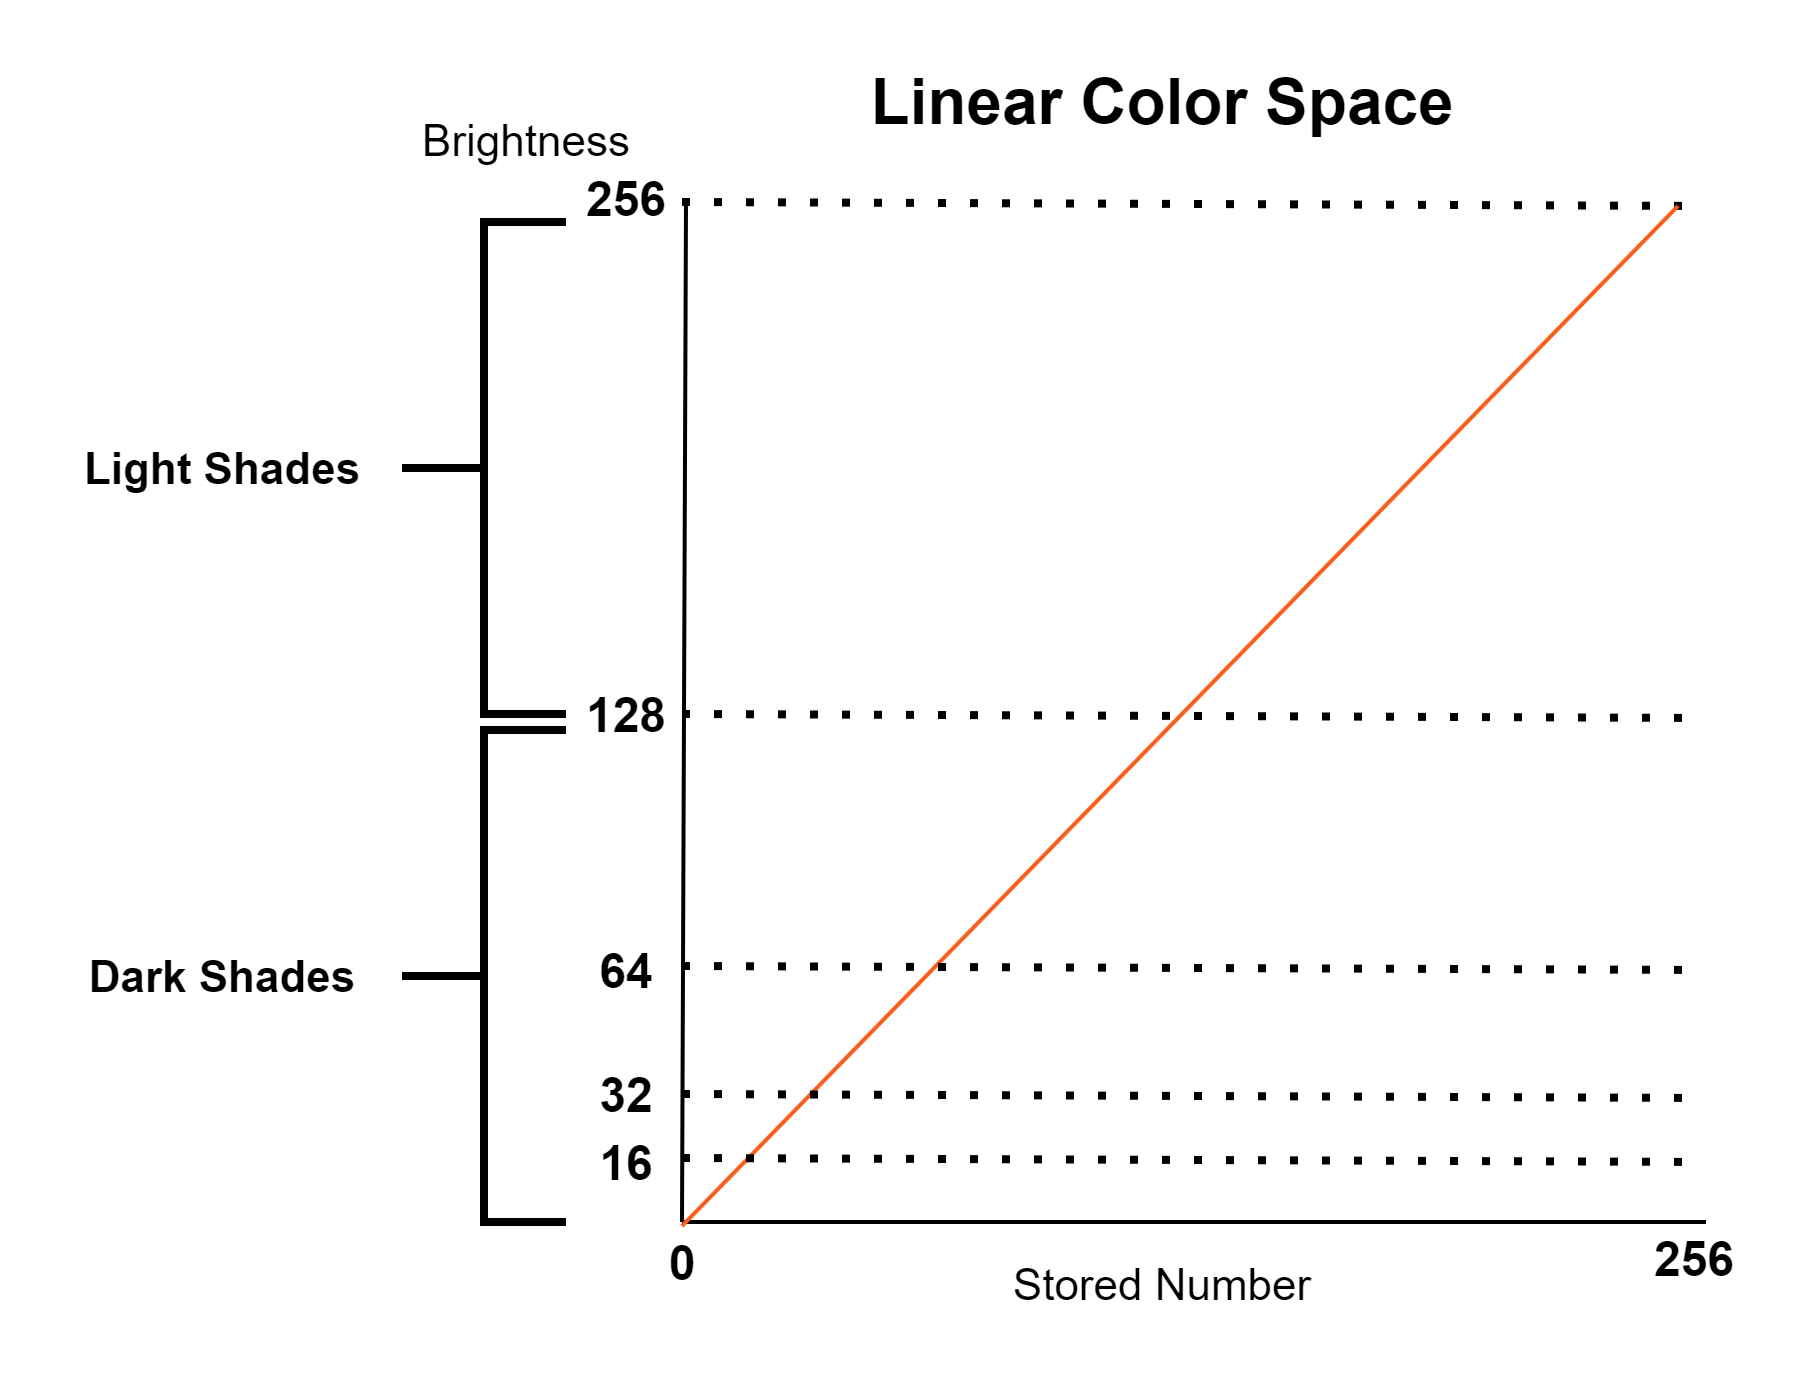 Linear Color Space
Brightness
256
Light Shades
128
Dark Shades
64
32
16
0
256
Stored Number